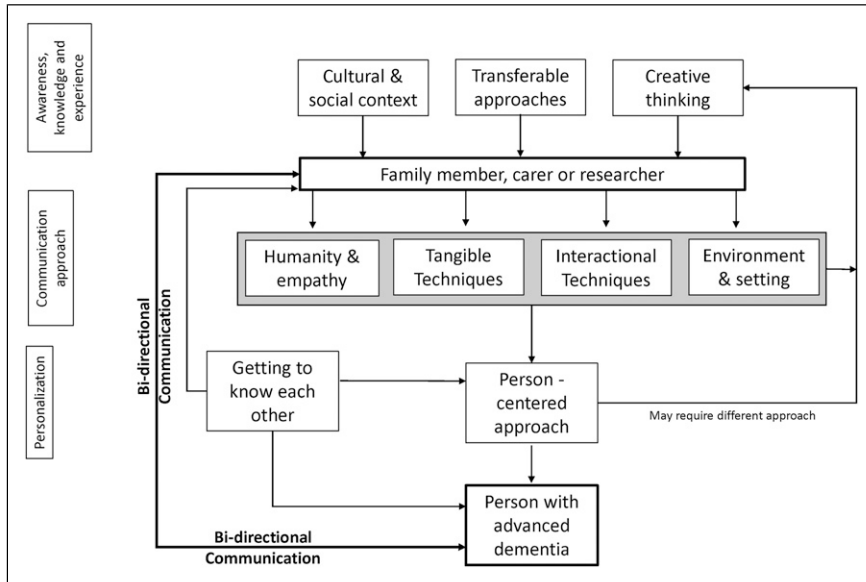 Awareness,
knowledge and
experience
Cultural &
social context
Transferable
approaches
Creative
thinking
Family member, carer or researcher
Communication
approach
Humanity &
empathy
Tangible
Techniques
Interactional
Techniques
Environment
& setting
Bi-directional
Communication
Personalization
Getting to
know each
other
Person -
centered
approach
May require different approach
Person with
advanced
dementia
Bi-directional
Communication